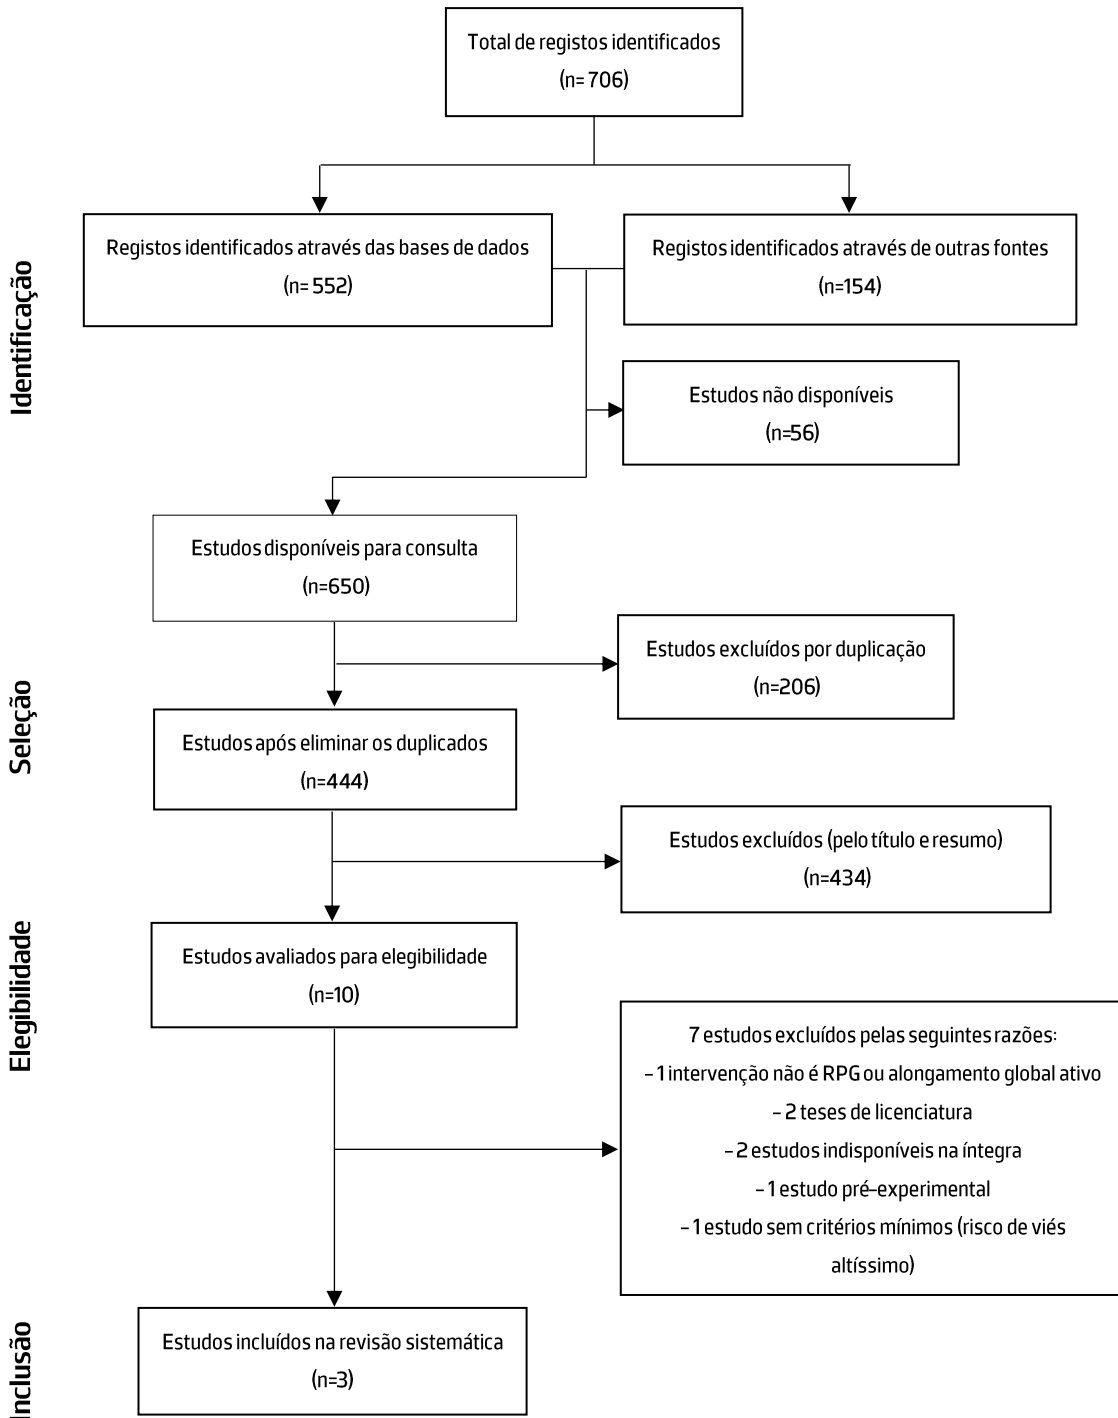 Total de registos identificados
(n= 706)
Identificação
Registos identificados através das bases de dados
(n= 552)
Registos identificados através de outras fontes
(n=154)
Estudos não disponíveis
(n=56)
Estudos disponíveis para consulta
(n=650)
Seleção
Estudos excluídos por duplicação
(n=206)
Estudos após eliminar os duplicados
(n=444)
Estudos excluídos (pelo título e resumo)
(n=434)
Elegibilidade
Estudos avaliados para elegibilidade
(n=10)
7 estudos excluídos pelas seguintes razões:
– 1 intervenção não é RPG ou alongamento global ativo
– 2 teses de licenciatura
– 2 estudos indisponíveis na íntegra
– 1 estudo pré-experimental
– 1 estudo sem critérios mínimos (risco de viés
altíssimo)
Inclusão
Estudos incluídos na revisão sistemática
(n=3)